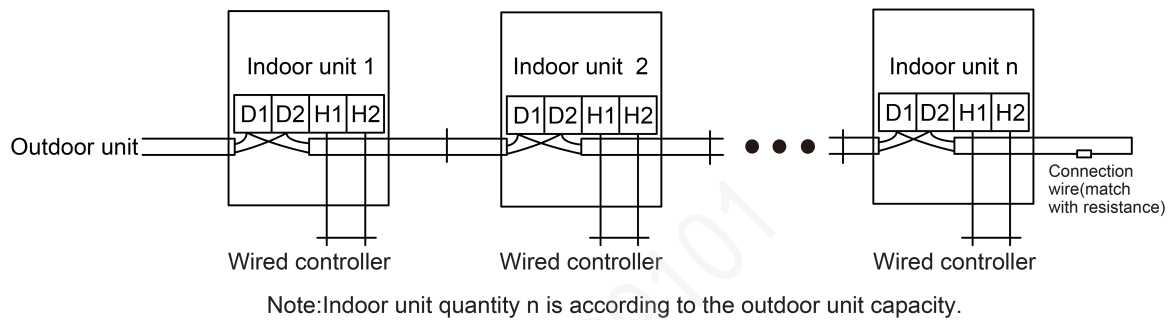 Indoor unit 1
Indoor unit 2
Indoor unit n
D1 D2 H1 H2
D1 D2 H1 H2
D1 D2 H1 H2
Outdoor unit
Connection
wire(match
with resistance)
Wired controller
Wired controller
Wired controller
Note:Indoor unit quantity n is according to the outdoor unit capacity.